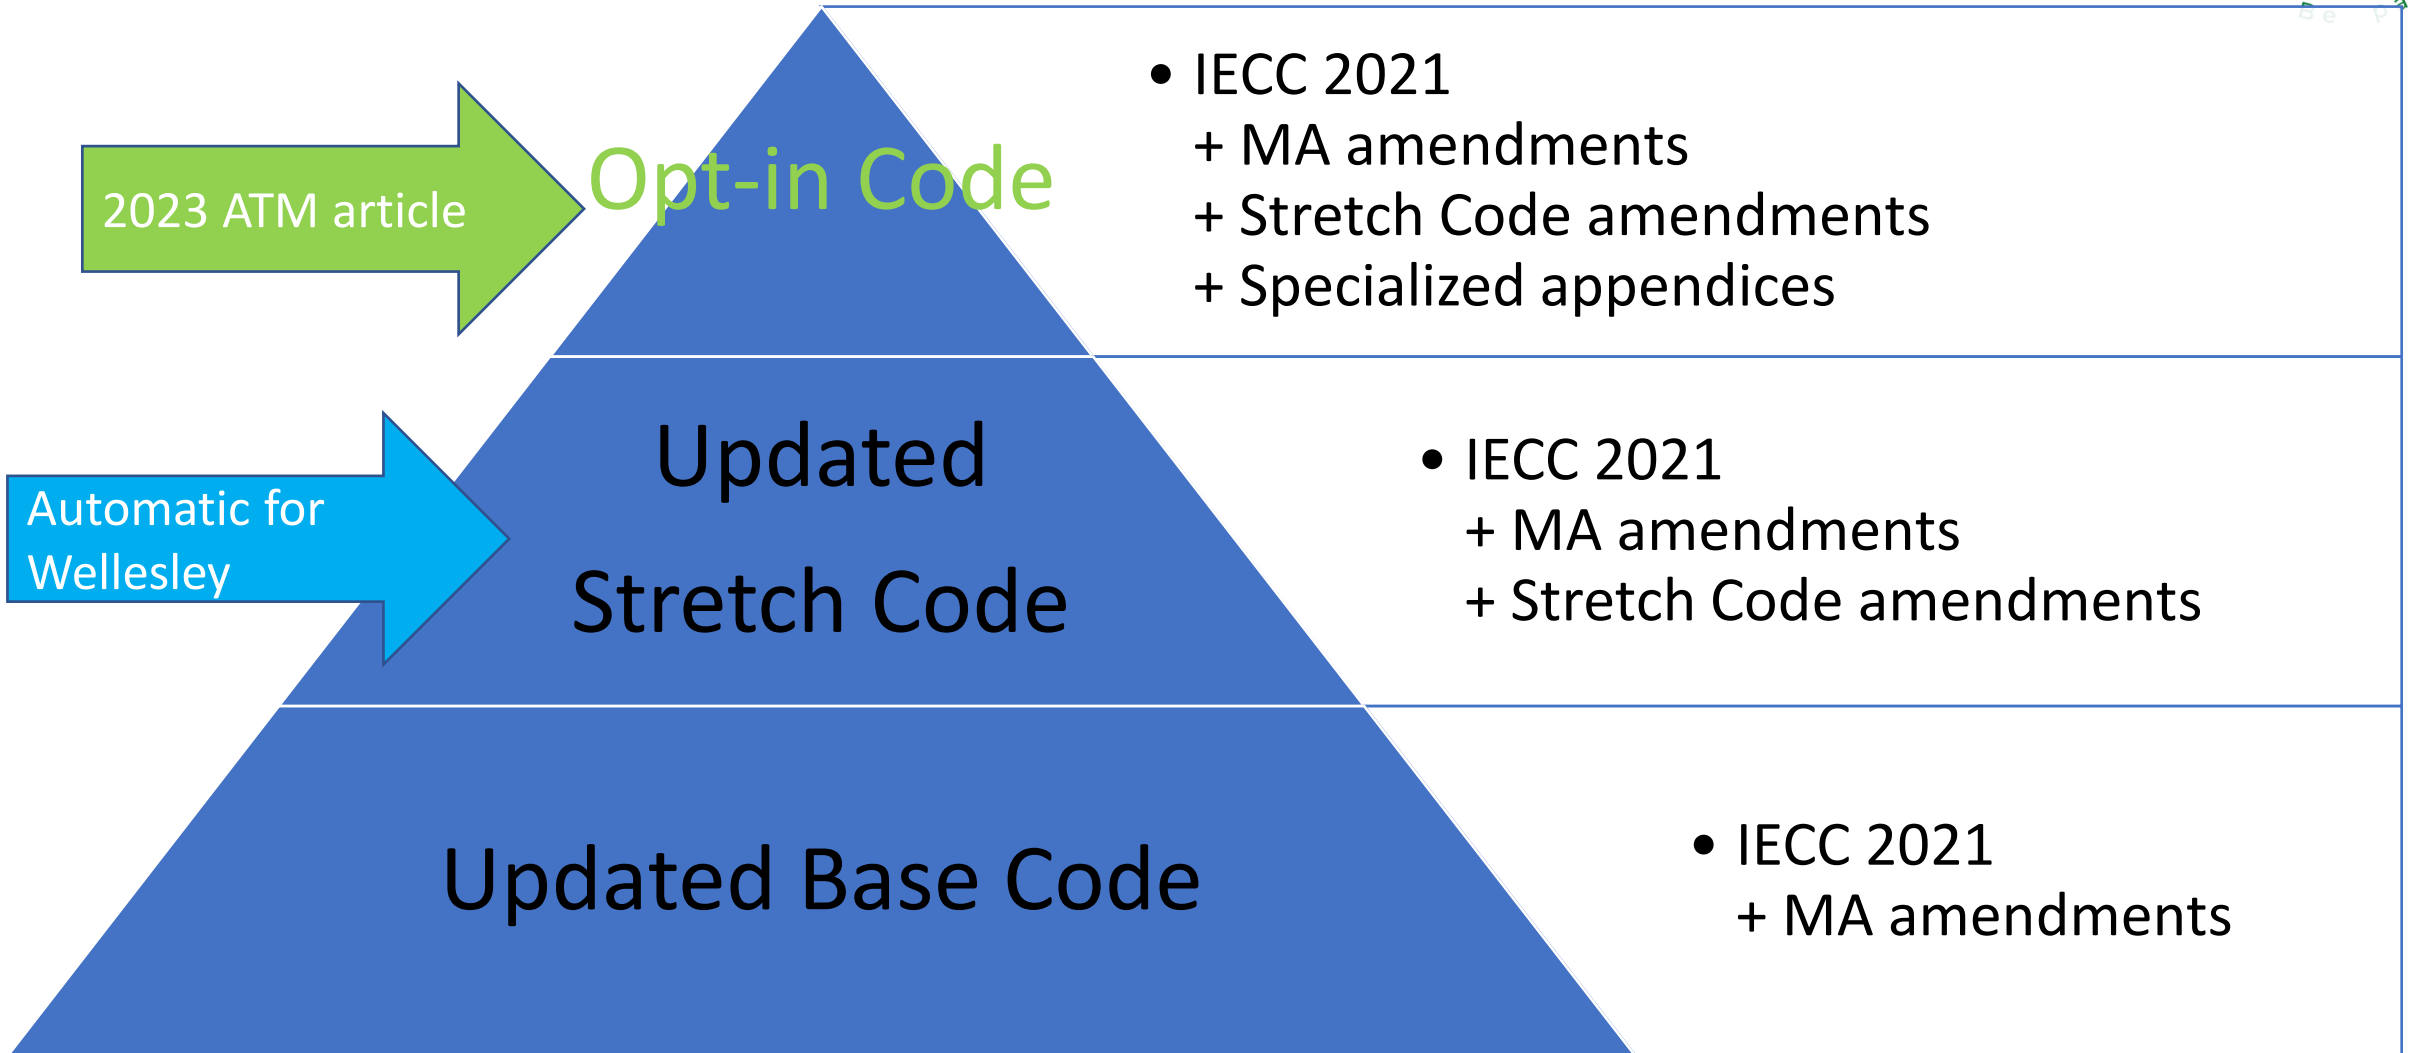 2023 ATM article
Opt-in Code
• IECC 2021
+ MA amendments
+ Stretch Code amendments
+ Specialized appendices
Automatic for
Wellesley
Updated
Stretch Code
• IECC 2021
+ MA amendments
+ Stretch Code amendments
Updated Base Code
• IECC 2021
+ MA amendments